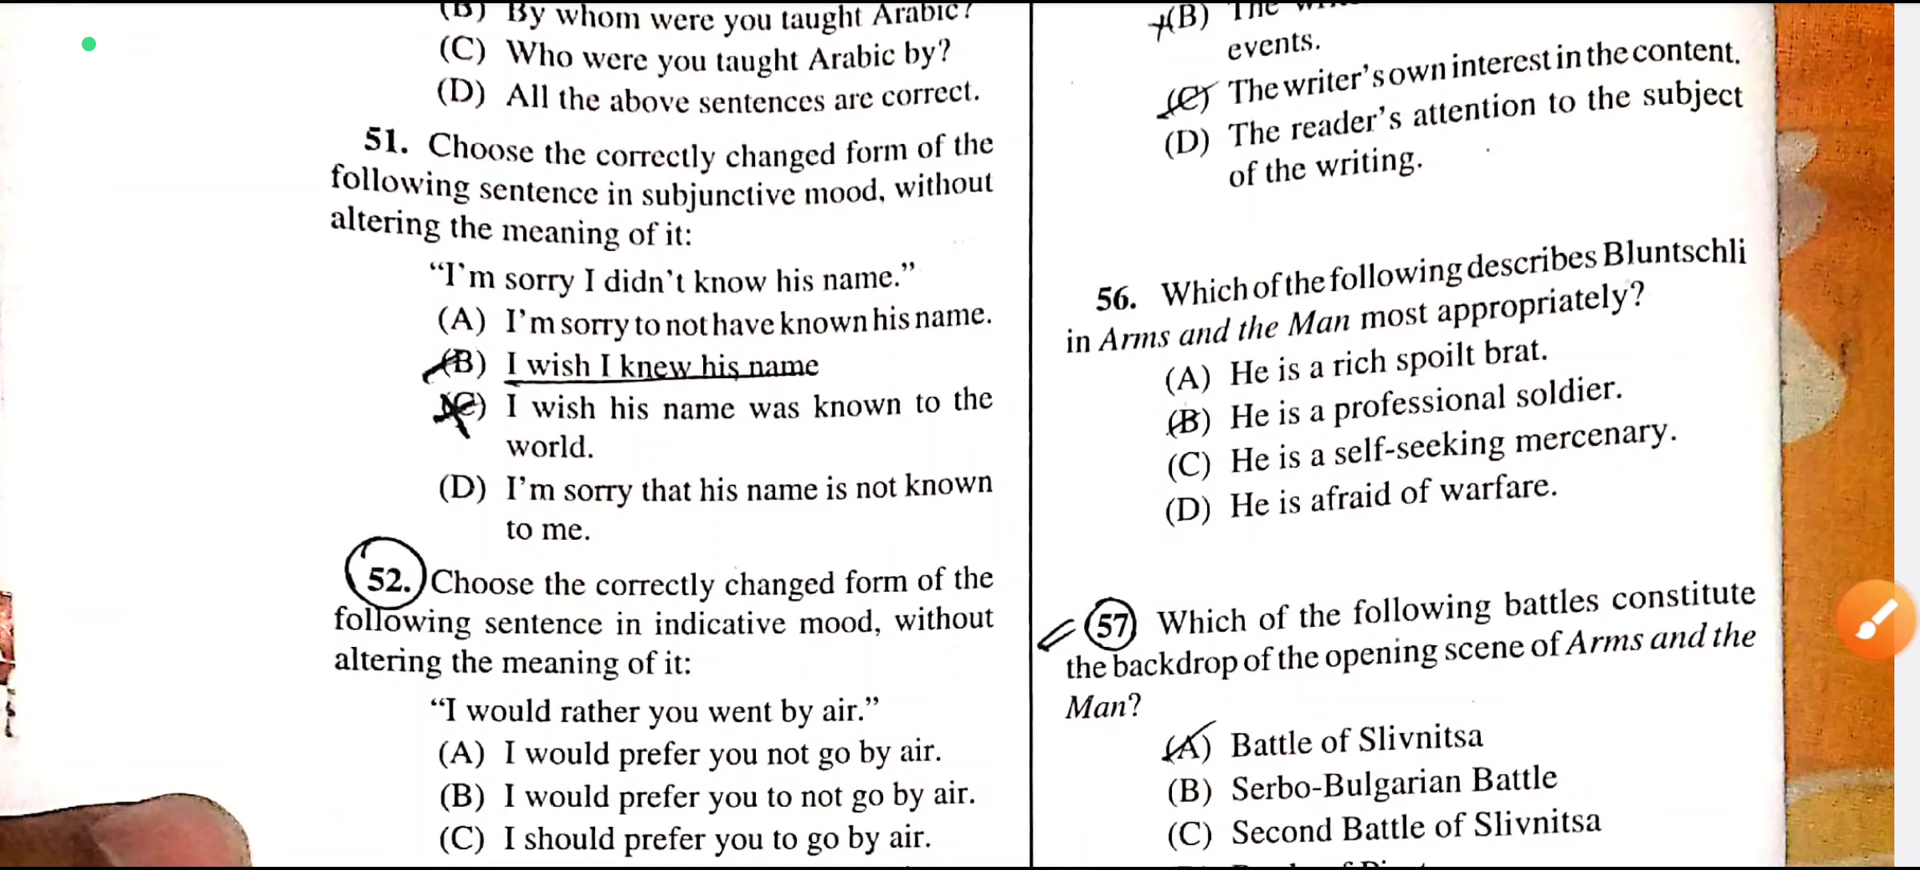 (B) By whom were you taught Arabic?
(C) Who were you taught Arabic by?
(D) All the above sentences are correct.
51. Choose the correctly changed form of the
following sentence in subjunctive mood, without
altering the meaning of it:
“I’m sorry I didn’t know his name.”
(A) I’m sorry to not have known his name.
(B) I wish I knew his name
(C) I wish his name was known to the
world.
(D) I’m sorry that his name is not known
to me.
52. Choose the correctly changed form of the
following sentence in indicative mood, without
altering the meaning of it:
“I would rather you went by air.”
(A) I would prefer you not go by air.
(B) I would prefer you to not go by air.
(C) I should prefer you to go by air.
(B) The
events.
(C) The writer’s own interest in the content.
(D) The reader’s attention to the subject
of the writing.
56. Which of the following describes Bluntschli
in Arms and the Man most appropriately?
(A) He is a rich spoilt brat.
(B) He is a professional soldier.
(C) He is a self-seeking mercenary.
(D) He is afraid of warfare.
57 Which of the following battles constitute
the backdrop of the opening scene of Arms and the
Man?
(A) Battle of Slivnitsa
(B) Serbo-Bulgarian Battle
(C) Second Battle of Slivnitsa